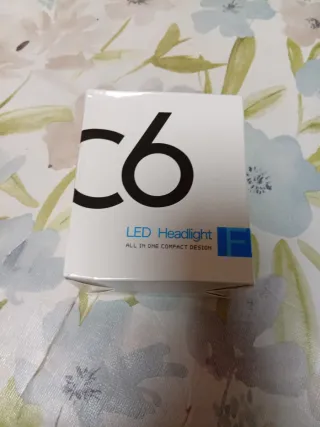 C6
LED Headlight
F
ALL IN ONE COMPACT DESIGN